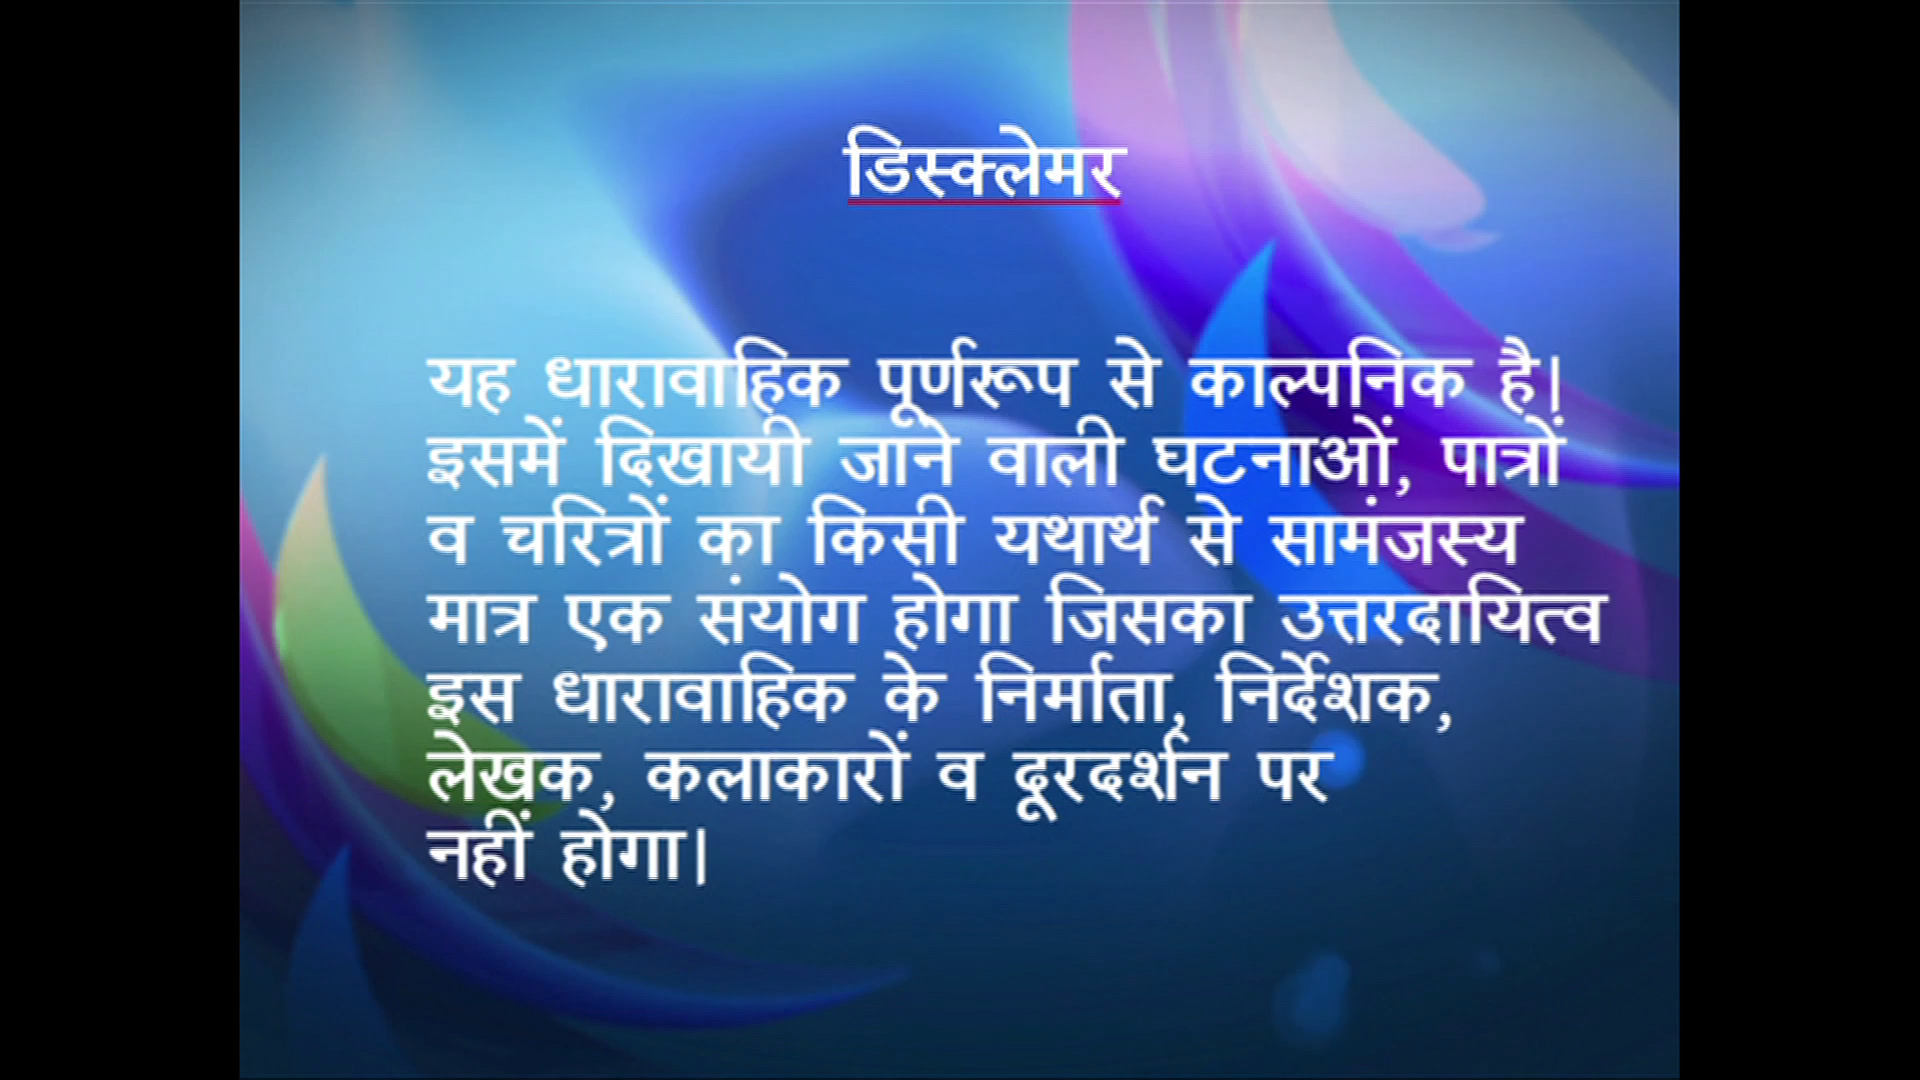 डिस्क्लेमर
यह धारावाहिक पूर्णरूप से काल्पनिक है।
इसमें दिखायी जाने वाली घटनाओं, पात्रों
व चरित्रों का किसी यथार्थ से सामंजस्य
मात्र एक संयोग होगा जिसका उत्तरदायित्व
इस धारावाहिक के निर्माता, निर्देशक,
लेखक, कलाकारों व दूरदर्शन पर
नहीं होगा।